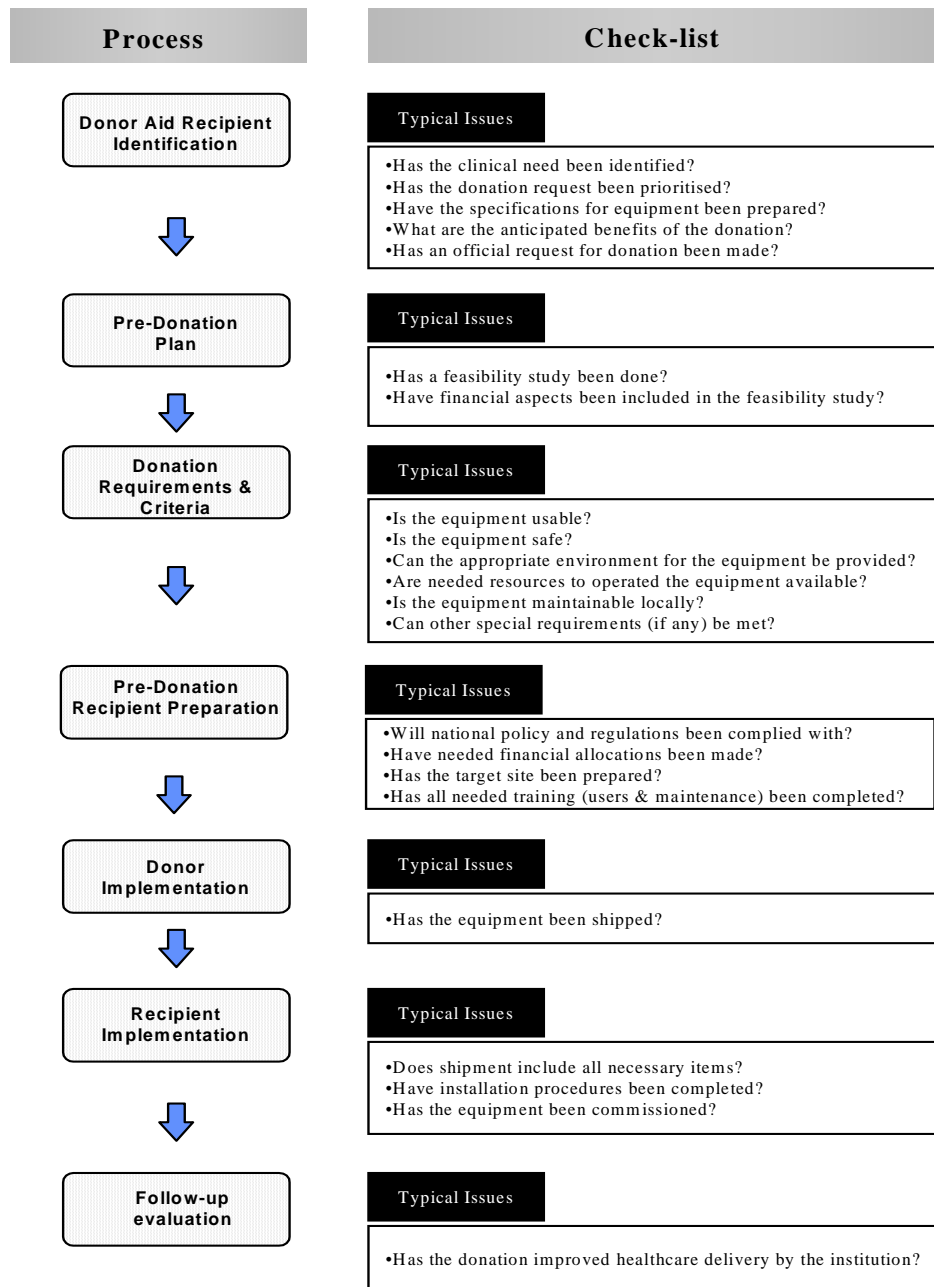 Process
Check-list
Donor Aid Recipient
Identification
Typical Issues
•Has the clinical need been identified?
•Has the donation request been prioritised?
•Have the specifications for equipment been prepared?
•What are the anticipated benefits of the donation?
•Has an official request for donation been made?
Pre-Donation
Plan
Typical Issues
•Has a feasibility study been done?
•Have financial aspects been included in the feasibility study?
Donation
Requirements &
Criteria
Typical Issues
•Is the equipment usable?
•Is the equipment safe?
•Can the appropriate environment for the equipment be provided?
•Are needed resources to operated the equipment available?
•Is the equipment maintainable locally?
•Can other special requirements (if any) be met?
Pre-Donation
Recipient Preparation
Typical Issues
•Will national policy and regulations been complied with?
•Have needed financial allocations been made?
•Has the target site been prepared?
•Has all needed training (users & maintenance) been completed?
Donor
Implementation
Typical Issues
•Has the equipment been shipped?
Recipient
Implementation
Typical Issues
•Does shipment include all necessary items?
•Have installation procedures been completed?
•Has the equipment been commissioned?
Follow-up
evaluation
Typical Issues
•Has the donation improved healthcare delivery by the institution?